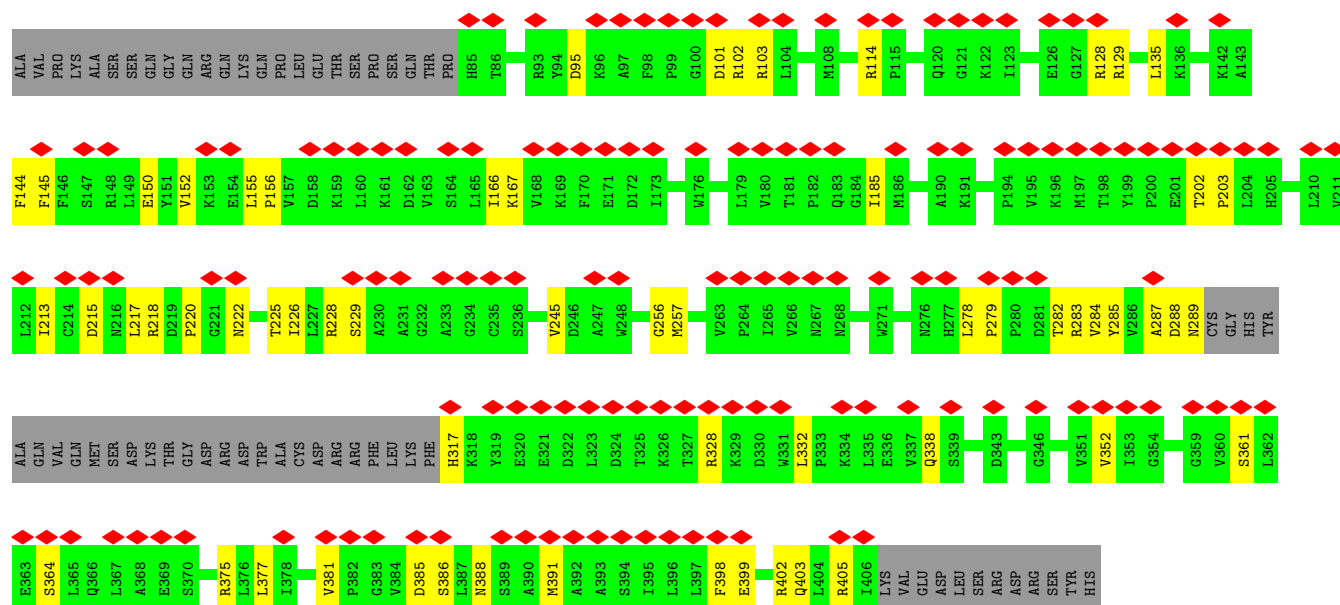 ALA VAL PRO LYS ALA SER SER GLN GLY GLN ARG GLN LYS GLN PRO LEU GLU THR SER PRO SER GLN THR PRO H85 T86 R93 Y94 D95 K96 A97 F98 P99 G100 D101 R102 R103 L104 M108 R114 P115 Q120 G121 K122 I123 E126 G127 R128 R129 L135 K136 K142 A143
F144 F145 F146 S147 R148 L149 E150 Y151 V152 K153 E154 L155 P156 V157 D158 K159 L160 K161 D162 V163 S164 L165 I166 K167 V168 K169 F170 E171 D172 I173 W176 L179 V180 T181 P182 Q183 G184 I185 M186 A190 K191 P194 V195 K196 M197 T198 Y199 P200 E201 T202 P203 L204 H205 L210 V211
L212 I213 C214 D215 N216 L217 R218 D219 P220 G221 N222 T225 I226 L227 R228 S229 A230 A231 G232 A233 G234 C235 S236 V245 D246 A247 W248 G256 M257 V263 P264 I265 V266 N267 N268 W271 N276 H277 L278 P279 P280 D281 T282 R283 V284 Y285 V286 A287 D288 N289 CYS GLY HIS TYR
ALA GLN VAL GLN MET SER ASP LYS THR GLY ASP ARG ASP TRP ALA CYS ASP ARG ARG PHE LEU LYS PHE H317 K318 Y319 E320 E321 D322 L323 D324 T325 K326 T327 R328 K329 D330 W331 L332 P333 K334 L335 E336 V337 Q338 S339 D343 G346 V351 V352 I353 G354 G359 V360 S361 L362
E363 S364 L365 Q366 L367 A368 E369 S370 R375 L376 L377 I378 V381 P382 G383 V384 D385 S386 L387 N388 S389 A390 M391 A392 A393 S394 I395 L396 L397 F398 E399 R402 Q403 L404 R405 I406 LYS VAL GLU ASP LEU SER ARG ASP ARG SER TYR HIS